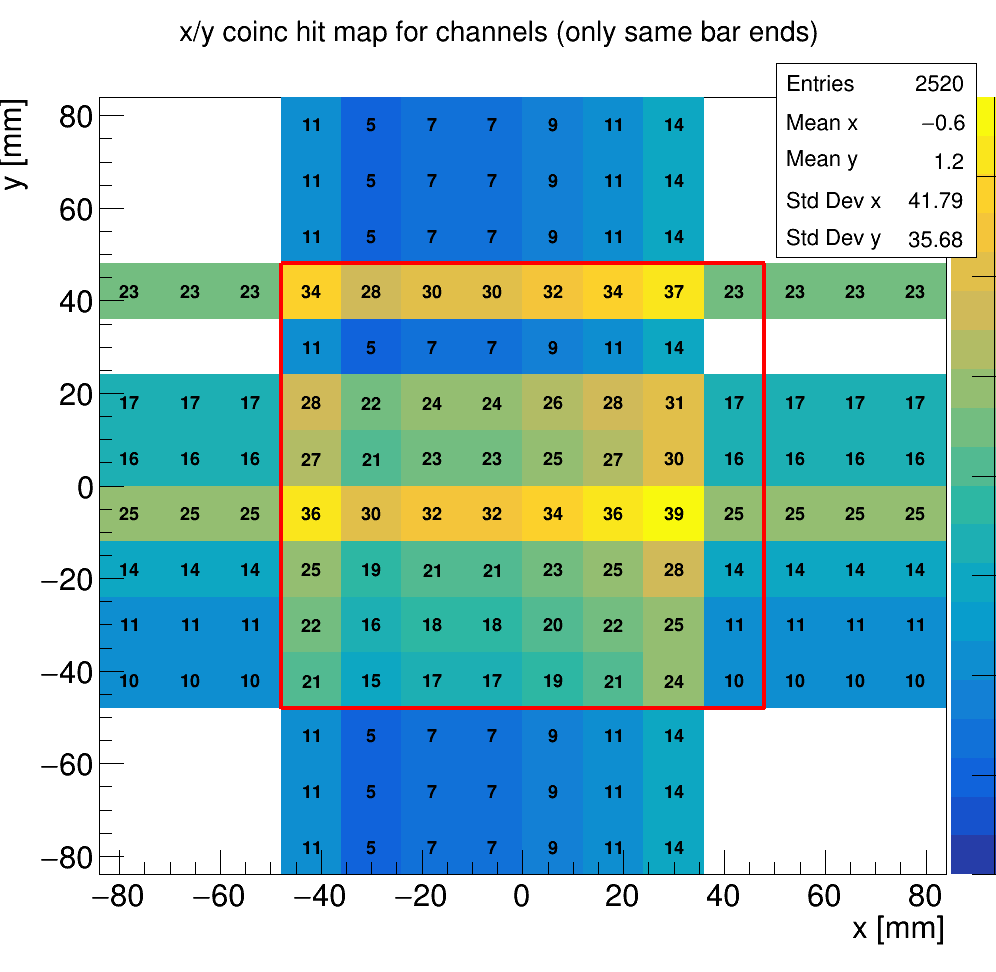 x/y coinc hit map for channels (only same bar ends)
Entries 2520
Mean x −0.6
Mean y 1.2
Std Dev x 41.79
Std Dev y 35.68
y [mm]
80 11 5 7 7 9 11 14
11 5 7 7 9 11 14
60
11 5 7 7 9 11 14
40 23 23 23 34 28 30 30 32 34 37 23 23 23 23
11 5 7 7 9 11 14
20 17 17 17 28 22 24 24 26 28 31 17 17 17 17
16 16 16 27 21 23 23 25 27 30 16 16 16 16
0
25 25 25 36 30 32 32 34 36 39 25 25 25 25
−20 14 14 14 25 19 21 21 23 25 28 14 14 14 14
11 11 11 22 16 18 18 20 22 25 11 11 11 11
−40 10 10 10 21 15 17 17 19 21 24 10 10 10 10
11 5 7 7 9 11 14
−60
11 5 7 7 9 11 14
−80 11 5 7 7 9 11 14
−80 −60 −40 −20 0 20 40 60 80
x [mm]